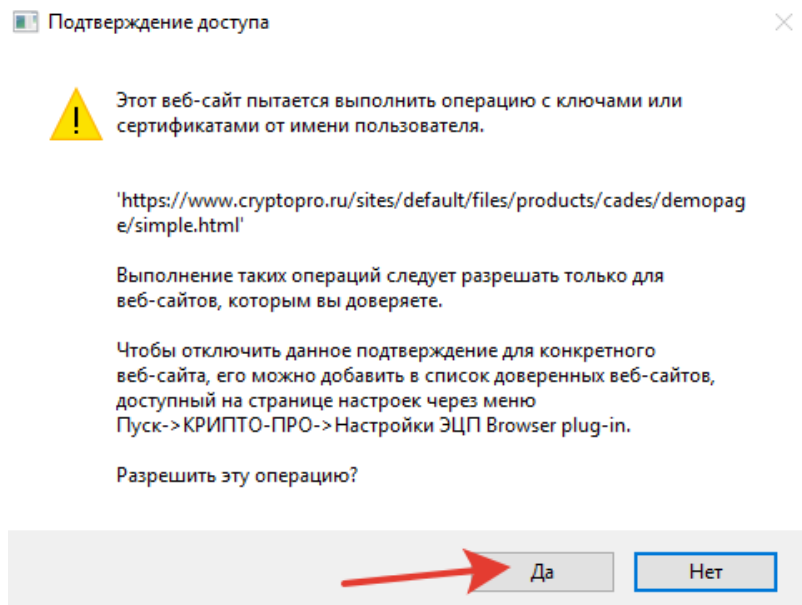 Подтверждение доступа
Этот веб-сайт пытается выполнить операцию с ключами или
сертификатами от имени пользователя.
'https://www.cryptopro.ru/sites/default/files/products/cades/demopag
e/simple.html'
Выполнение таких операций следует разрешать только для
веб-сайтов, которым вы доверяете.
Чтобы отключить данное подтверждение для конкретного
веб-сайта, его можно добавить в список доверенных веб-сайтов,
доступный на странице настроек через меню
Пуск->КРИПТО-ПРО->Настройки ЭЦП Browser plug-in.
Разрешить эту операцию?
Да
Нет